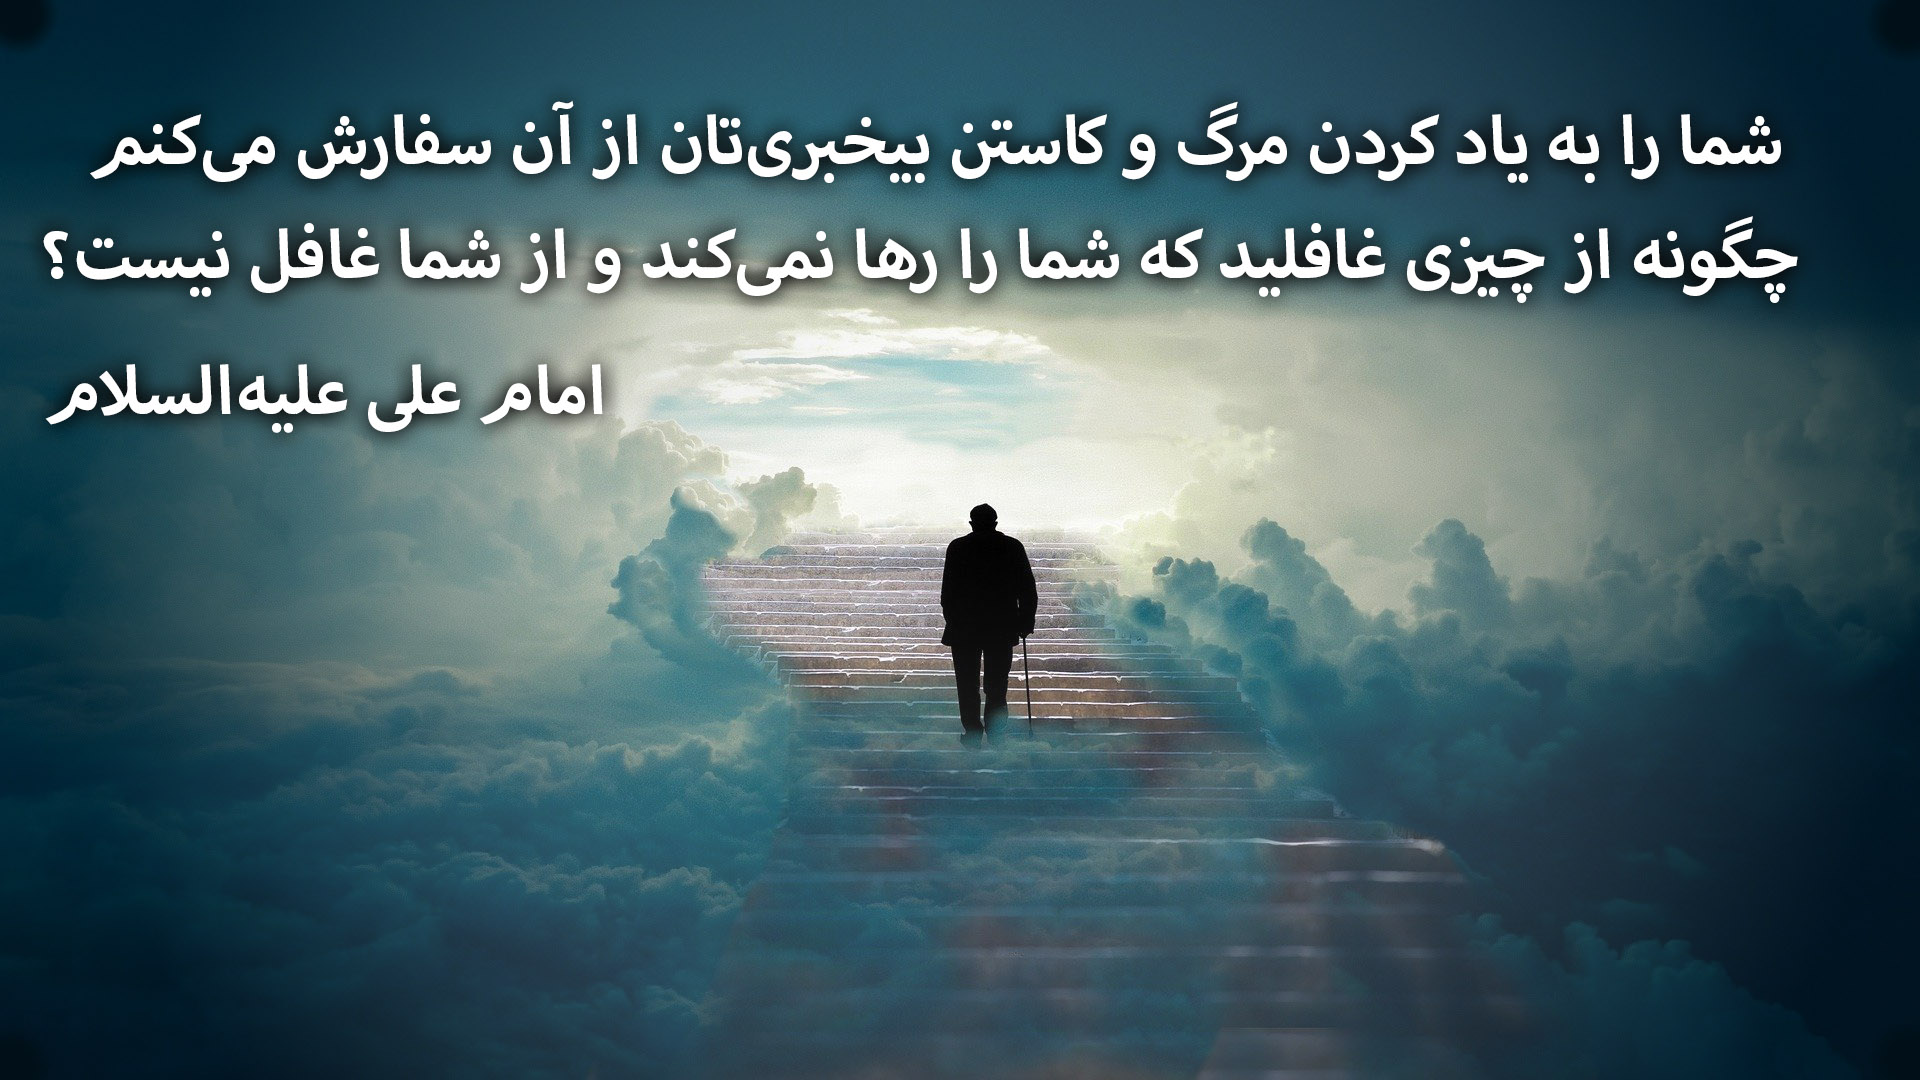 شما را به یاد کردن مرگ و کاستن بیخبری‌تان از آن سفارش می‌کنم
چگونه از چیزی غافلید که شما را رها نمی‌کند و از شما غافل نیست؟
امام علی علیه‌السلام